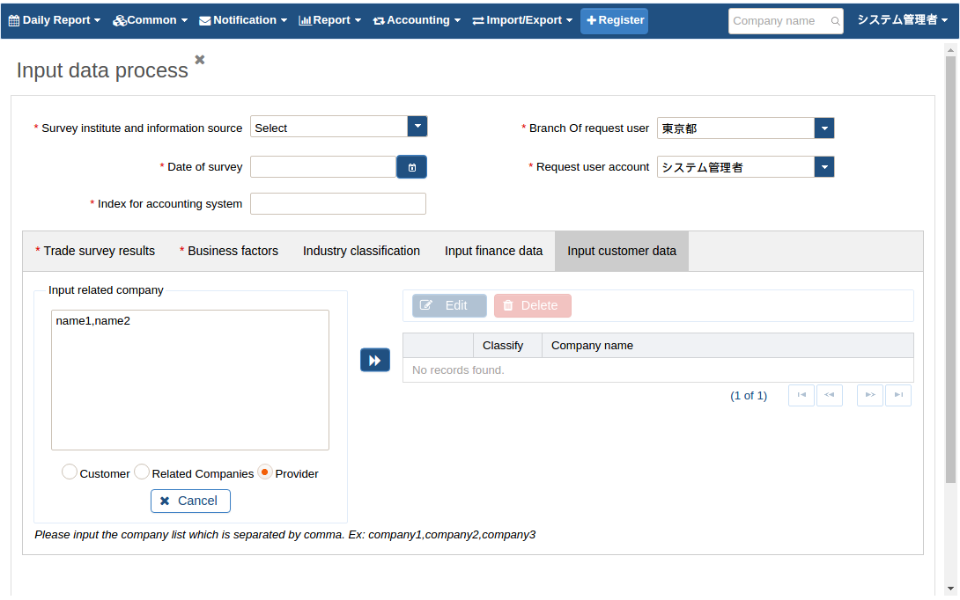 Daily Report Common Notification Report Accounting Import/Export Register Company name システム管理者
Input data process
* Survey institute and information source Select * Branch Of request user 東京都
* Date of survey * Request user account システム管理者
* Index for accounting system
* Trade survey results * Business factors Industry classification Input finance data Input customer data
Input related company
name1,name2
Edit Delete
Classify Company name
No records found.
(1 of 1)
Customer Related Companies Provider
Cancel
Please input the company list which is separated by comma. Ex: company1,company2,company3